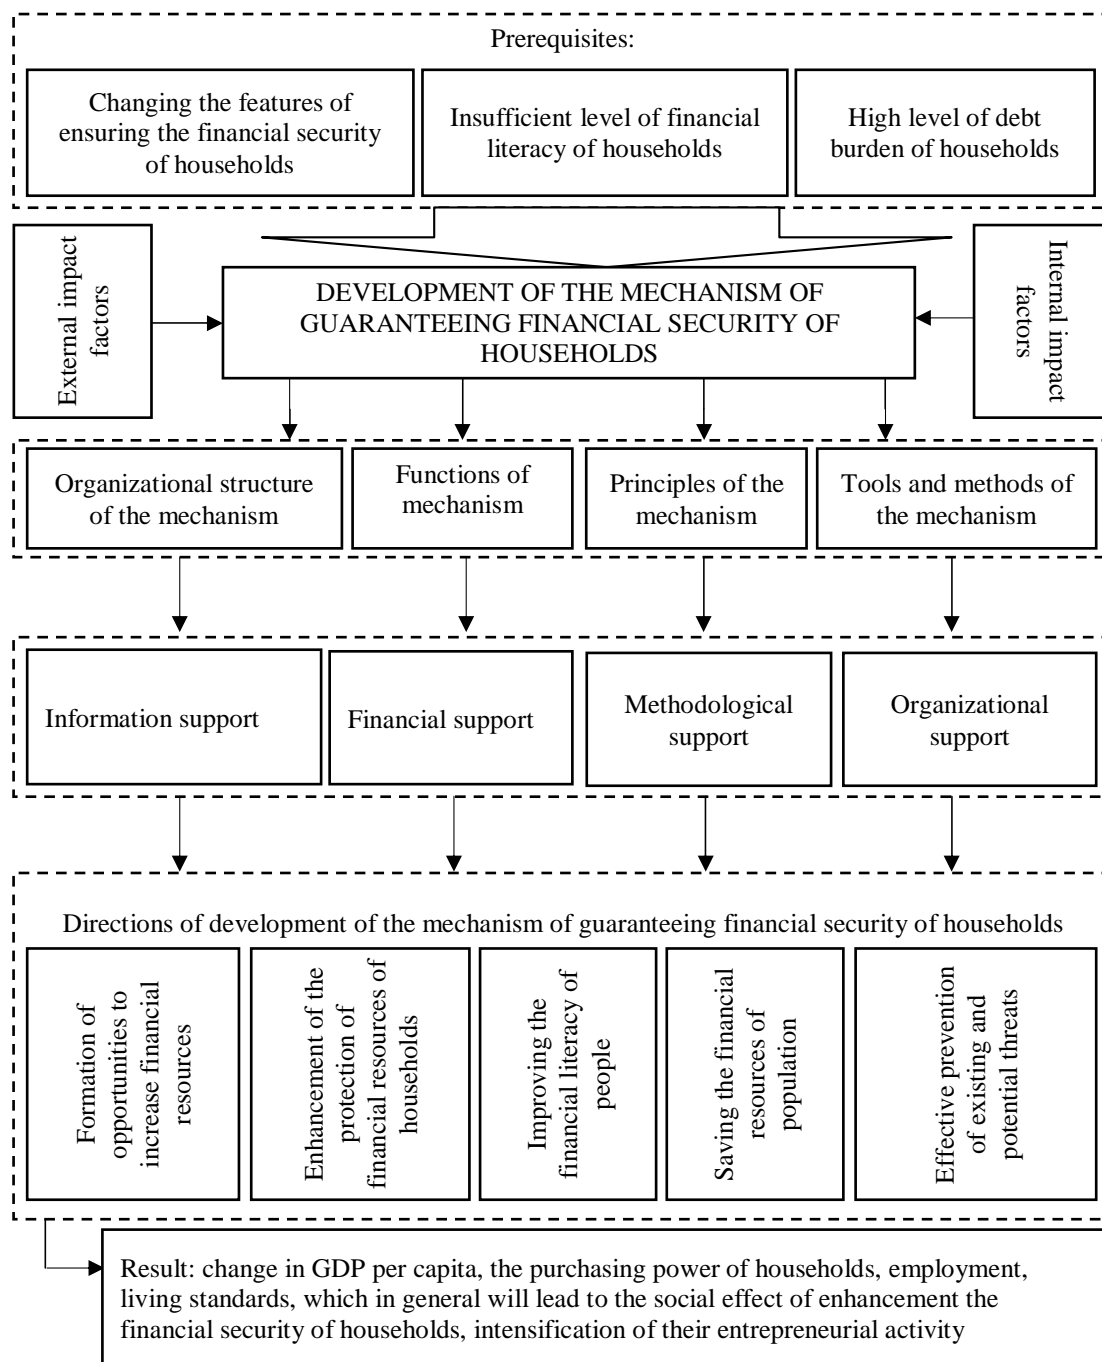 Prerequisites:
Changing the features of
ensuring the financial security
of households
Insufficient level of financial
literacy of households
High level of debt
burden of households
External impact
factors
DEVELOPMENT OF THE MECHANISM OF
GUARANTEEING FINANCIAL SECURITY OF
HOUSEHOLDS
Internal impact
factors
Organizational structure
of the mechanism
Functions of
mechanism
Principles of the
mechanism
Tools and methods of
the mechanism
Information support
Financial support
Methodological
support
Organizational
support
Directions of development of the mechanism of guaranteeing financial security of households
Formation of
opportunities to
increase financial
resources
Enhancement of the
protection of
financial resources of
households
Improving the
financial literacy of
people
Saving the financial
resources of
population
Effective prevention
of existing and
potential threats
Result: change in GDP per capita, the purchasing power of households, employment,
living standards, which in general will lead to the social effect of enhancement the
financial security of households, intensification of their entrepreneurial activity